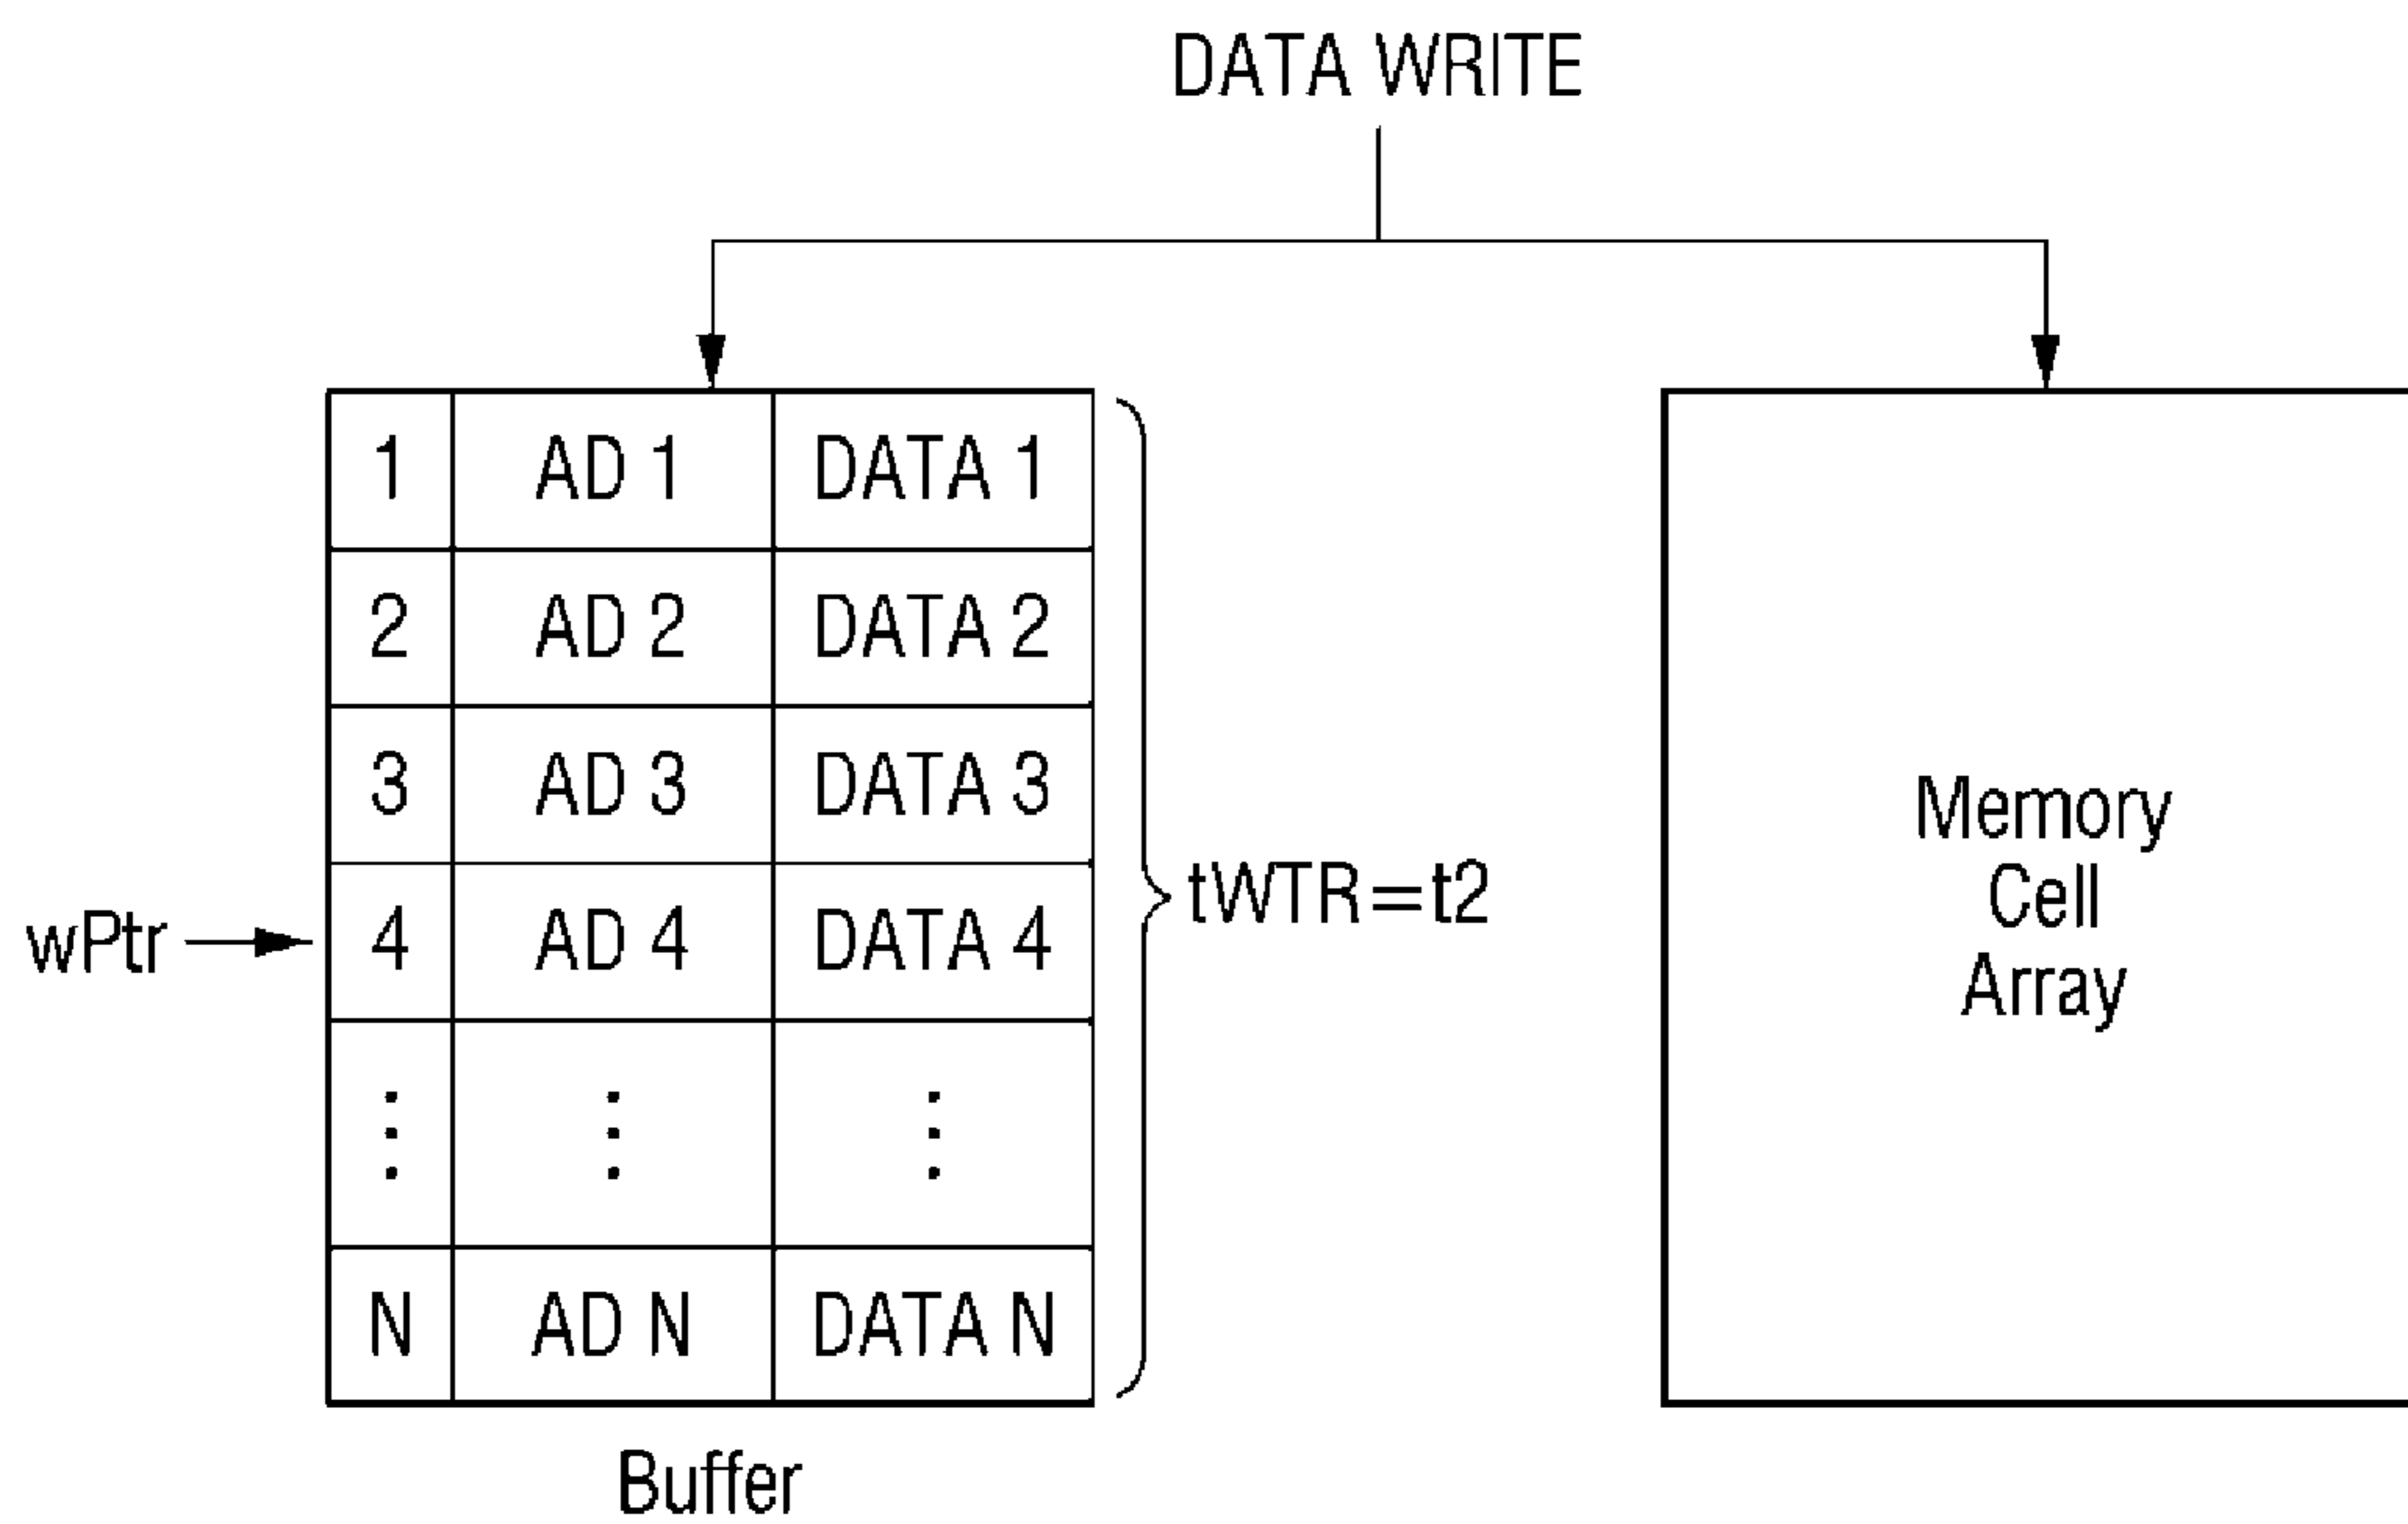 DATA WRITE
1 AD 1 DATA 1
2 AD 2 DATA 2
3 AD 3 DATA 3
wPtr 4 AD 4 DATA 4
N AD N DATA N
tWTR=t2
Memory
Cell
Array
Buffer